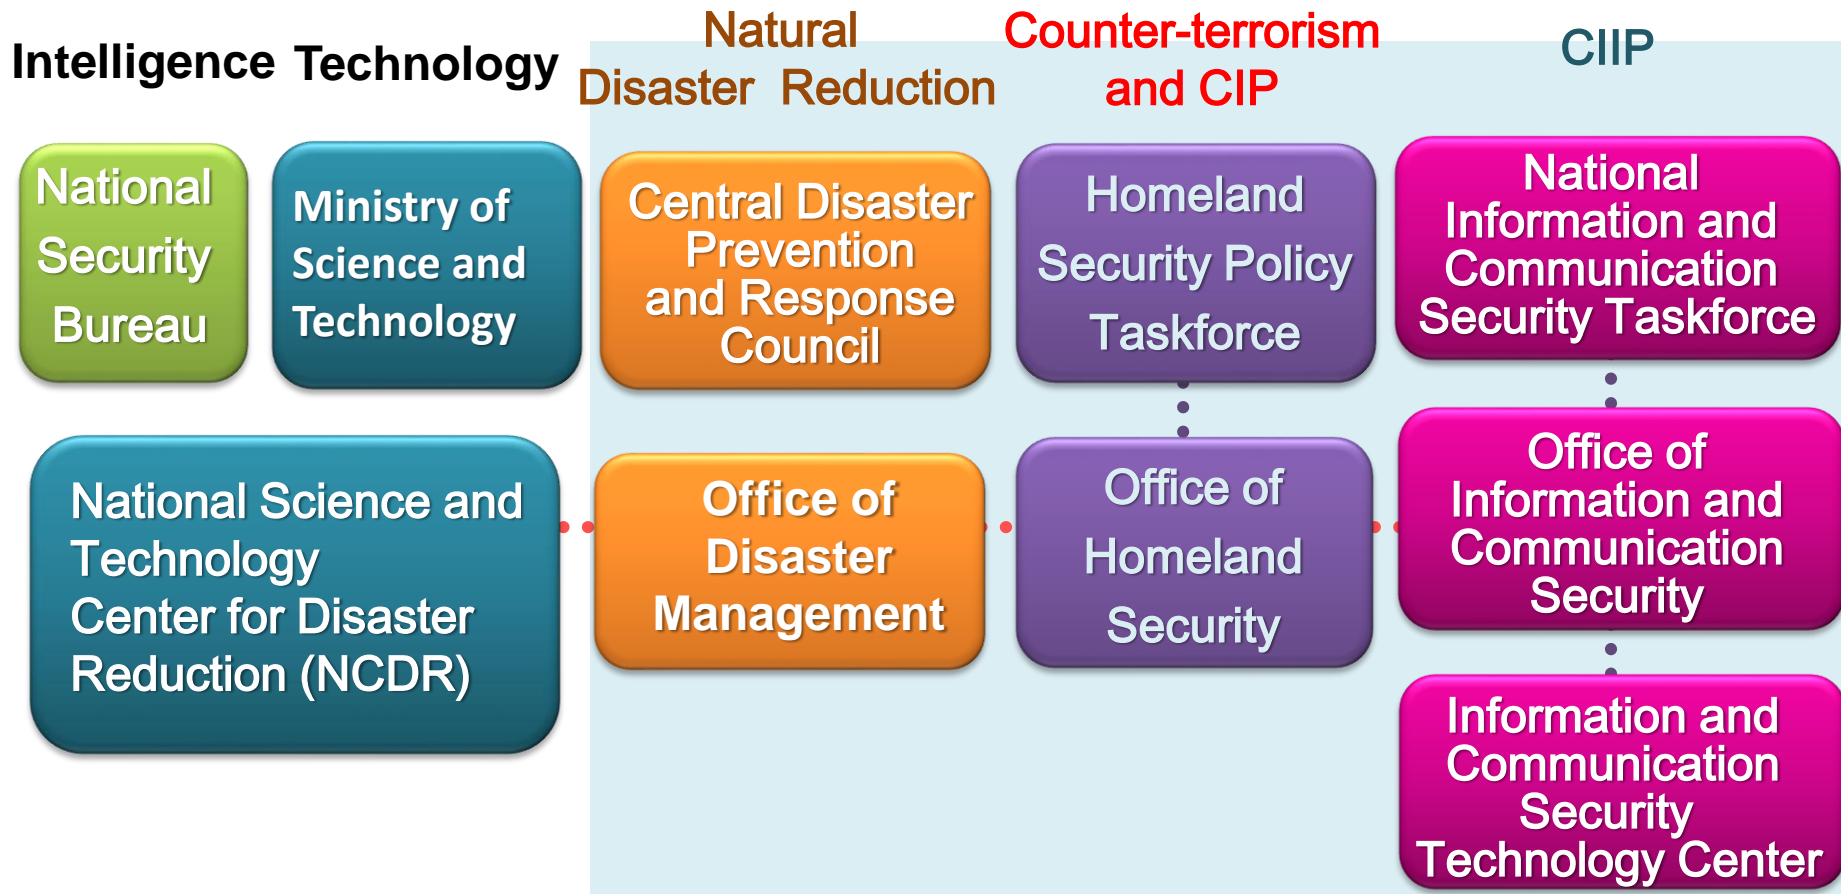 Intelligence
Technology
Natural
Disaster Reduction
Counter-terrorism
and CIP
CIIP
National
Security
Bureau
Ministry of
Science and
Technology
Central Disaster
Prevention
and Response
Council
Homeland
Security Policy
Taskforce
National
Information and
Communication
Security Taskforce
National Science and
Technology
Center for Disaster
Reduction (NCDR)
Office of
Disaster
Management
Office of
Homeland
Security
Office of
Information and
Communication
Security
Information and
Communication
Security
Technology Center